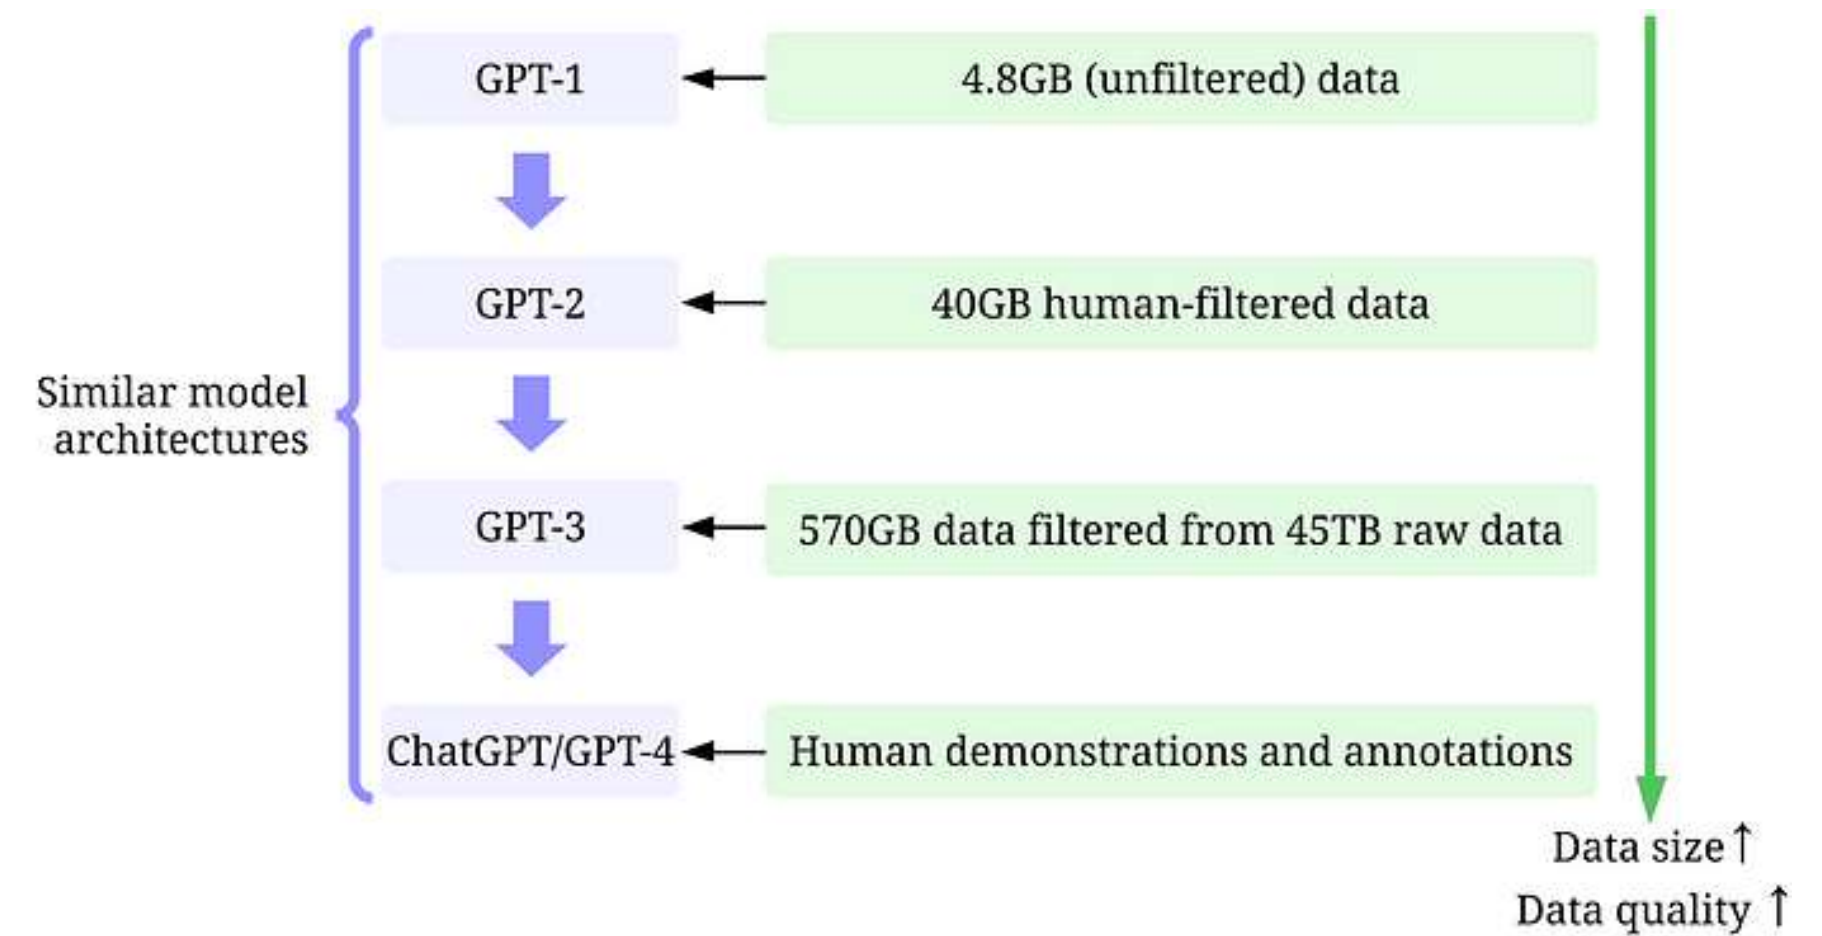 GPT-1
4.8GB (unfiltered) data
GPT-2
40GB human-filtered data
Similar model
architectures
GPT-3
570GB data filtered from 45TB raw data
ChatGPT/GPT-4
Human demonstrations and annotations
Data size↑
Data quality ↑